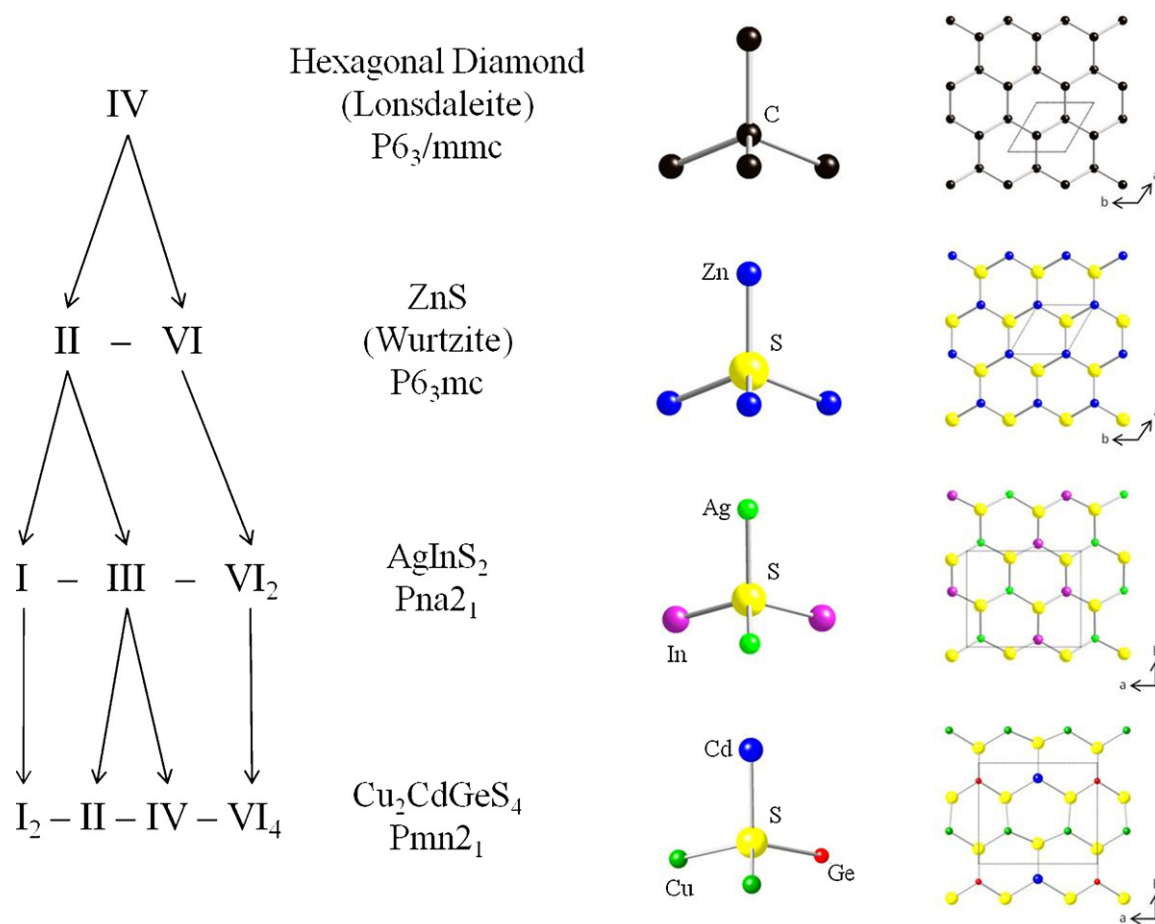 Hexagonal Diamond
(Lonsdaleite)
P6₃/mmc
IV
C
b
ZnS
(Wurtzite)
P6₃mc
II – VI
Zn
S
b
AgInS₂
Pna2₁
I – III – VI₂
Ag
S
In
a
Cu₂CdGeS₄
Pmn2₁
I₂ – II – IV – VI₄
Cd
S
Cu
Ge
a